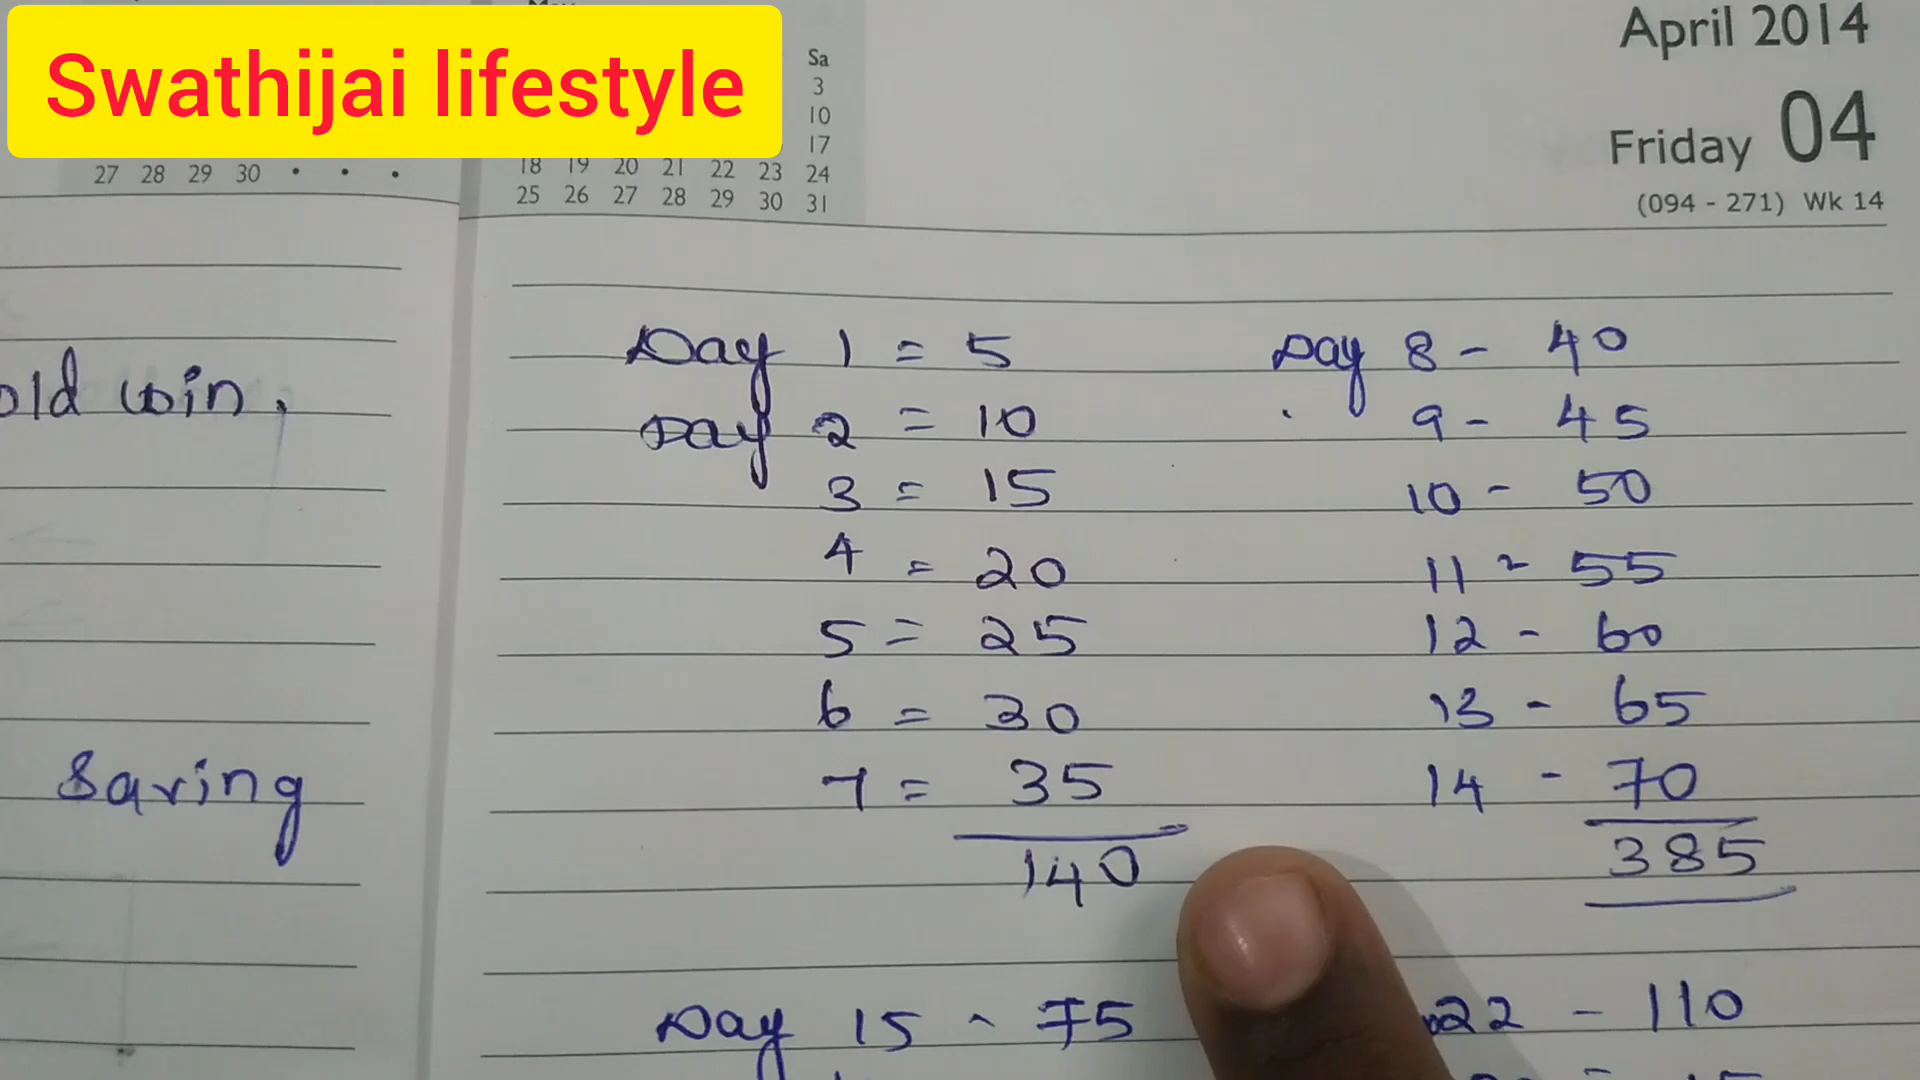 Swathijai lifestyle
April 2014
Friday 04
(094 - 271) Wk 14
Sa
3
10
17
27 28 29 30 • • •
18 19 20 21 22 23 24
25 26 27 28 29 30 31
old coin,
Saving
Day 1 = 5
Day 2 = 10
3 = 15
4 = 20
5 = 25
6 = 30
7 = 35
140
Day 8 - 40
9 - 45
10 - 50
11 - 55
12 - 60
13 - 65
14 - 70
385
Day 15 - 75
22 - 110